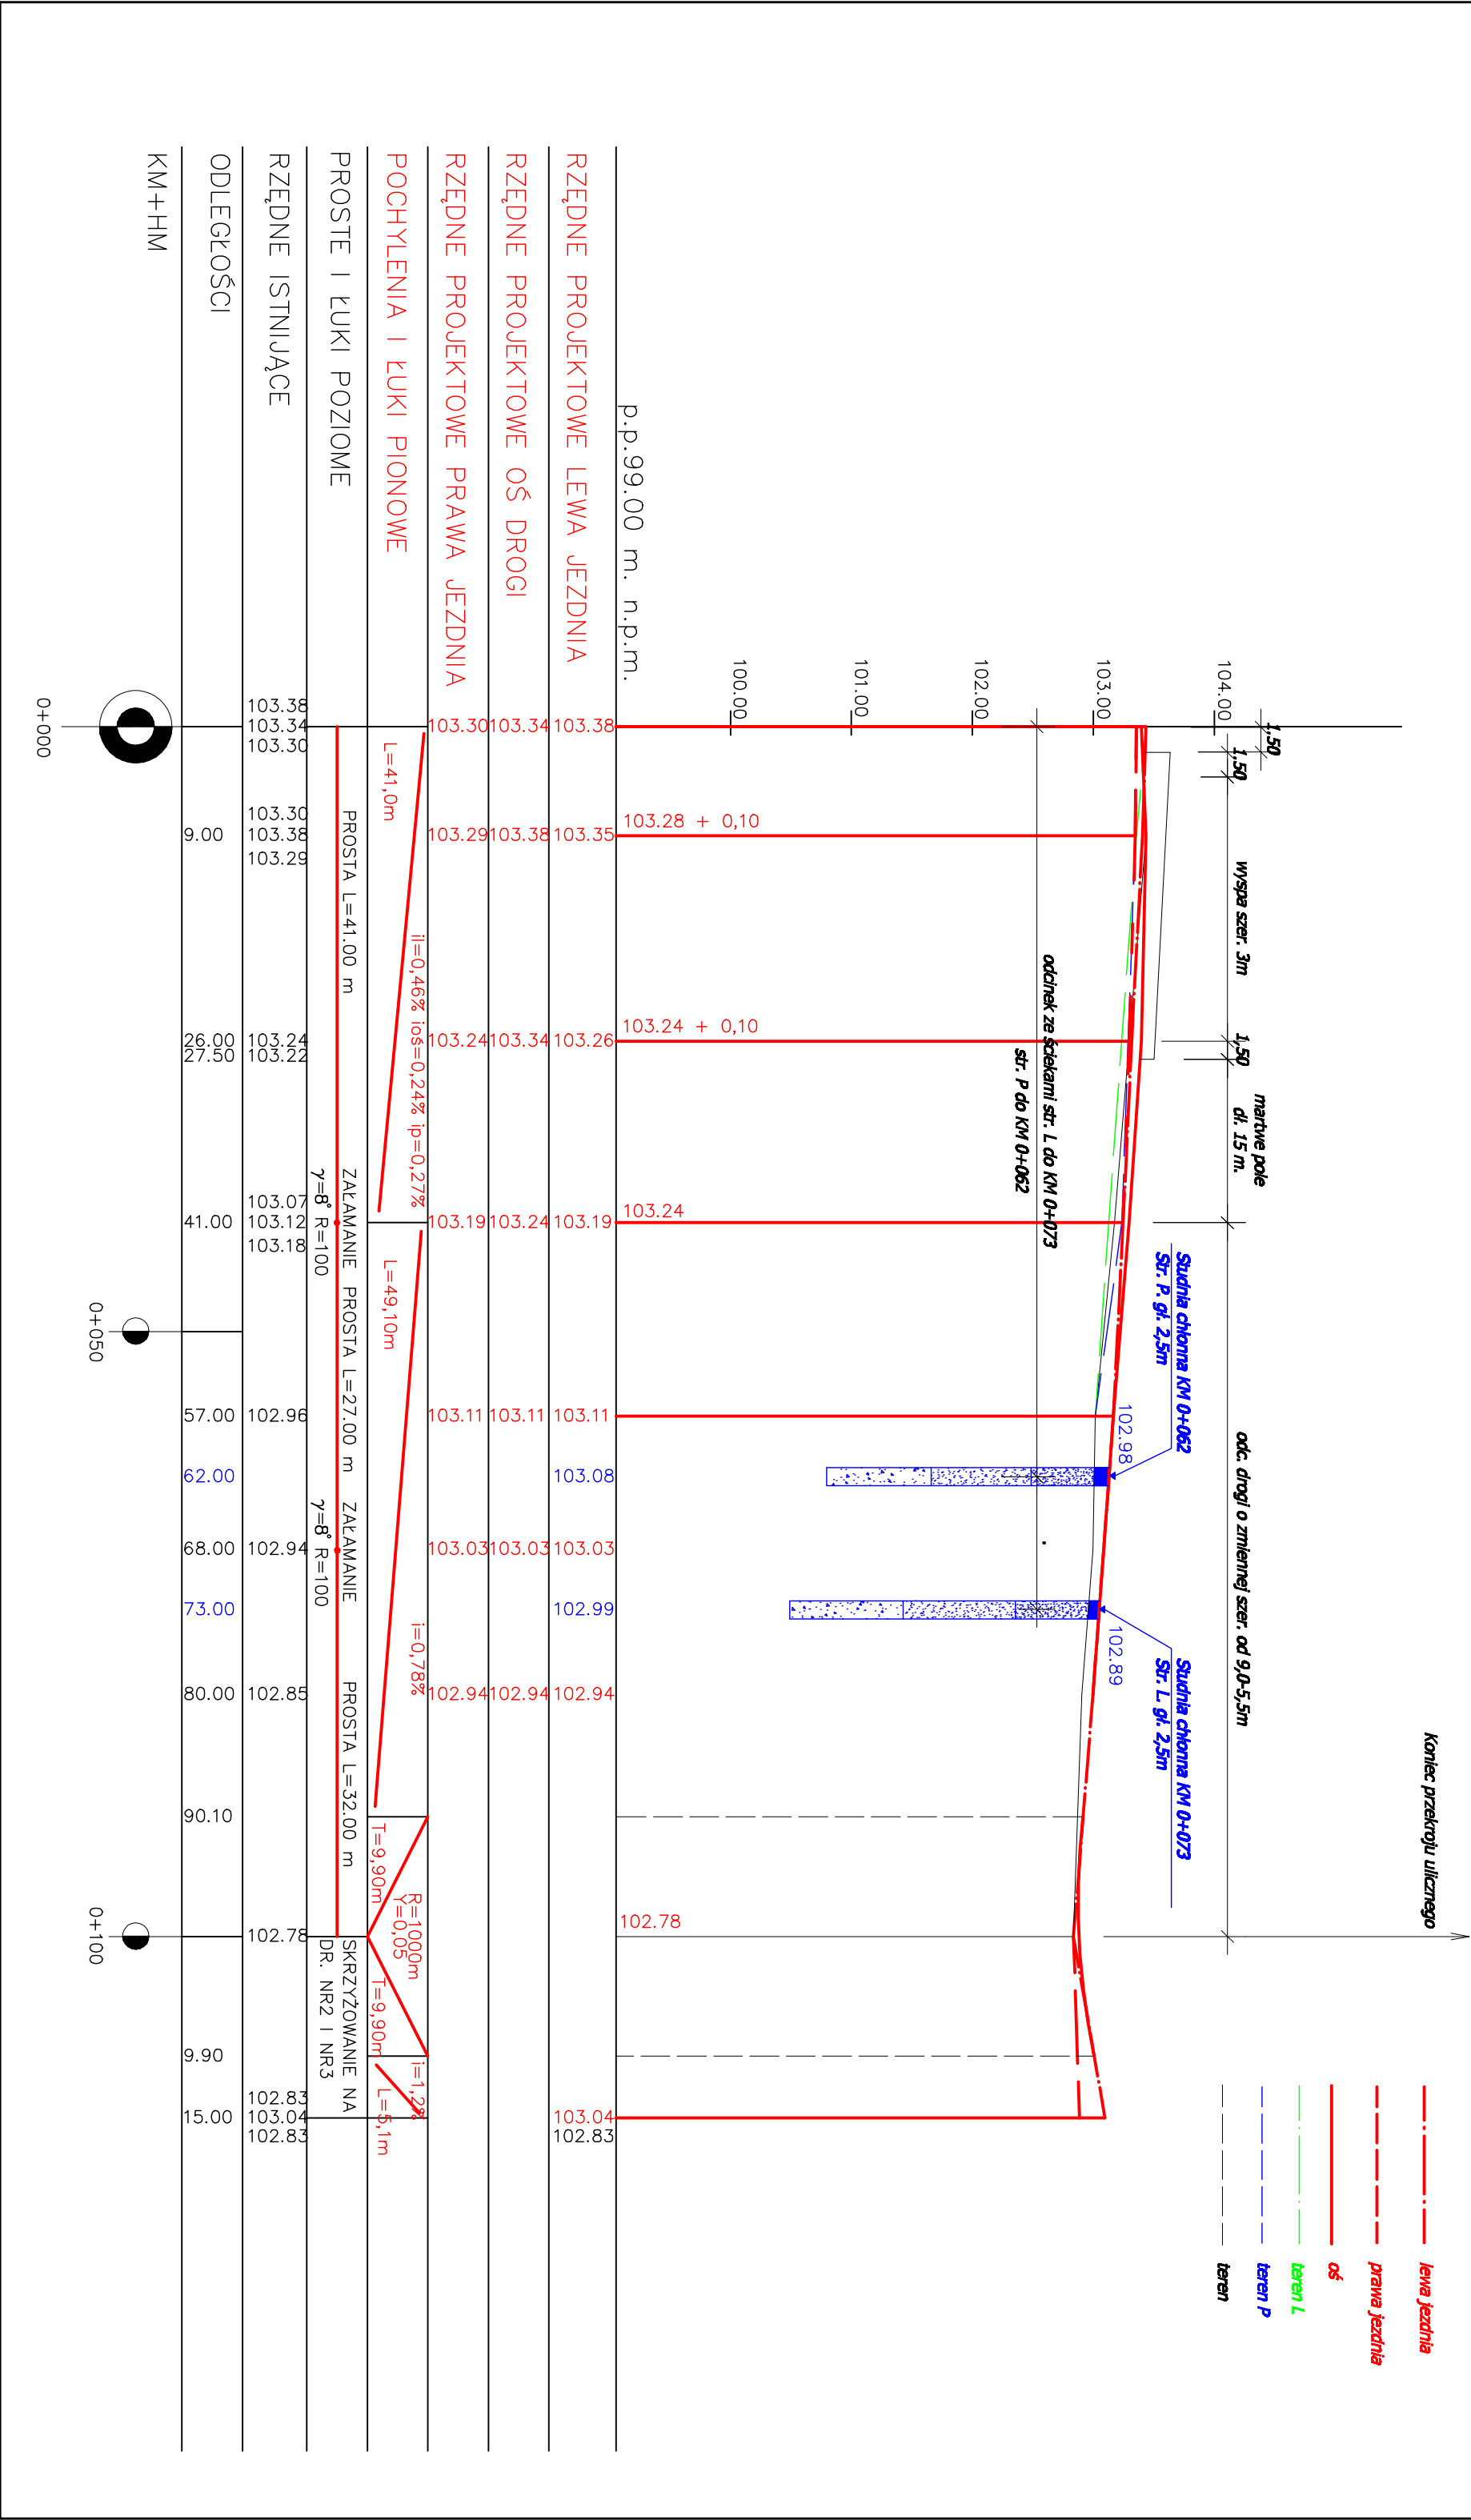 Koniec przekroju ulicznego
lewa jezdnia
prawa jezdnia
oś
teren L
teren P
teren
1,50
1,50
wyspa szer. 3m
1,50
martwe pole
dł. 15 m.
odc. drogi o zmiennej szer. od 9,0-5,5m
104.00
103.00
102.00
101.00
100.00
Studnia chłonna KM 0+062
Str. P. gł. 2,5m
Studnia chłonna KM 0+073
Str. L. gł. 2,5m
102.98
102.89
odcinek ze ściekami str. L do KM 0+073
str. P do KM 0+062
103.28 + 0,10
103.24 + 0,10
103.24
102.78
p.p.99.00 m. n.p.m.
RZĘDNE PROJEKTOWE LEWA JEZDNIA
103.38 103.35 103.26 103.19 103.11 103.08 103.03 102.99 102.94 103.04
102.83
RZĘDNE PROJEKTOWE OŚ DROGI
103.34 103.38 103.34 103.24 103.11 103.03 102.94
RZĘDNE PROJEKTOWE PRAWA JEZDNIA
103.30 103.29 103.24 103.19 103.11 103.03 102.94
POCHYLENIA I ŁUKI PIONOWE
L=41,0m
il=0,46% ioś=0,24% ip=0,27%
L=49,10m
i=0,78%
T=9,90m
R=1000m
Y=0,05
T=9,90m
i=1,2%
L=5,1m
PROSTE I ŁUKI POZIOME
PROSTA L=41.00 m
ZAŁAMANIE
γ=8° R=100
PROSTA L=27.00 m
ZAŁAMANIE
γ=8° R=100
PROSTA L=32.00 m
SKRZYŻOWANIE NA
DR. NR2 I NR3
RZĘDNE ISTNIJĄCE
103.38
103.34
103.30
103.30
103.38
103.29
103.24
103.22
103.07
103.12
103.18
102.96
102.94
102.85
102.78
102.83
103.04
102.83
ODLEGŁOŚCI
9.00 26.00 27.50 41.00 57.00 62.00 68.00 73.00 80.00 90.10 9.90 15.00
KM+HM
0+000
0+050
0+100